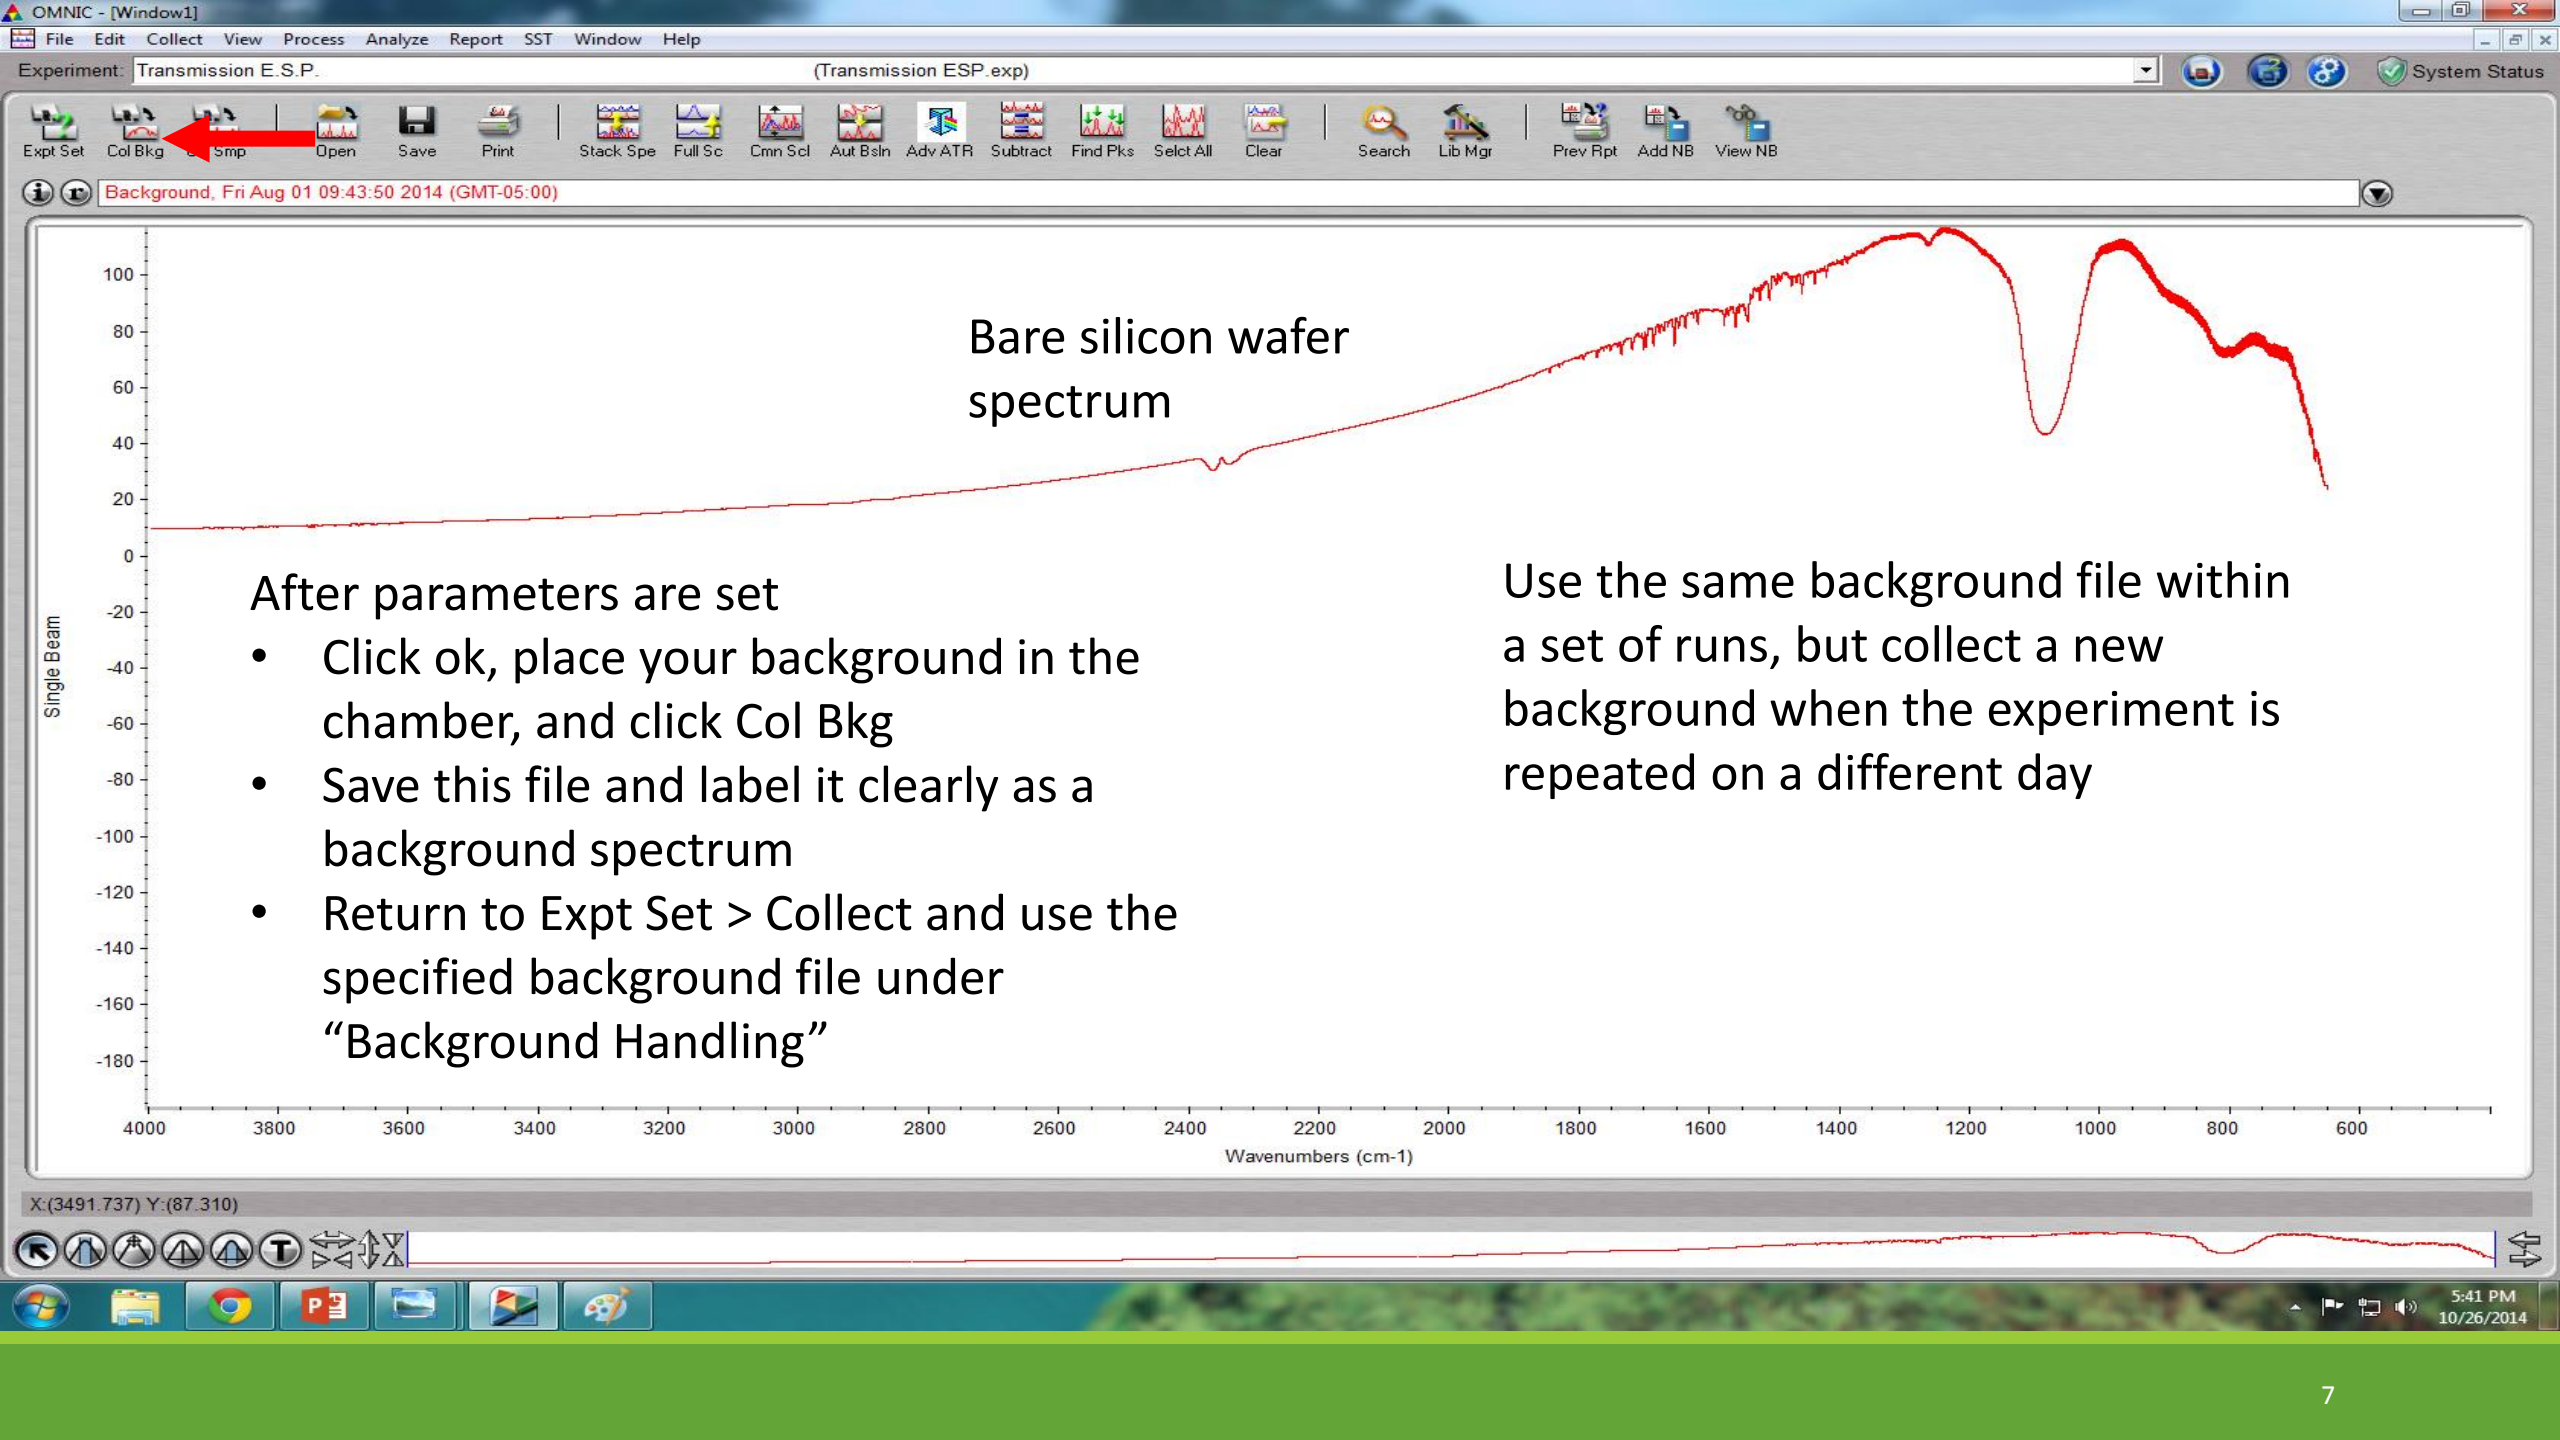 OMNIC - [Window1]
File Edit Collect View Process Analyze Report SST Window Help
Experiment: Transmission E.S.P. (Transmission ESP.exp) System Status
Expt Set Col Bkg Smp Open Save Print Stack Spe Full Sc Cmn Scl Aut Bsln Adv ATR Subtract Find Pks Selct All Clear Search Lib Mgr Prev Rpt Add NB View NB
Background, Fri Aug 01 09:43:50 2014 (GMT-05:00)
100
80
60
40
20
0
-20
-40
-60
-80
-100
-120
-140
-160
-180
Single Beam
Bare silicon wafer
spectrum
After parameters are set
• Click ok, place your background in the
chamber, and click Col Bkg
• Save this file and label it clearly as a
background spectrum
• Return to Expt Set > Collect and use the
specified background file under
“Background Handling”
Use the same background file within
a set of runs, but collect a new
background when the experiment is
repeated on a different day
4000 3800 3600 3400 3200 3000 2800 2600 2400 2200 2000 1800 1600 1400 1200 1000 800 600
Wavenumbers (cm-1)
X:(3491.737) Y:(87.310)
T
5:41 PM
10/26/2014
7